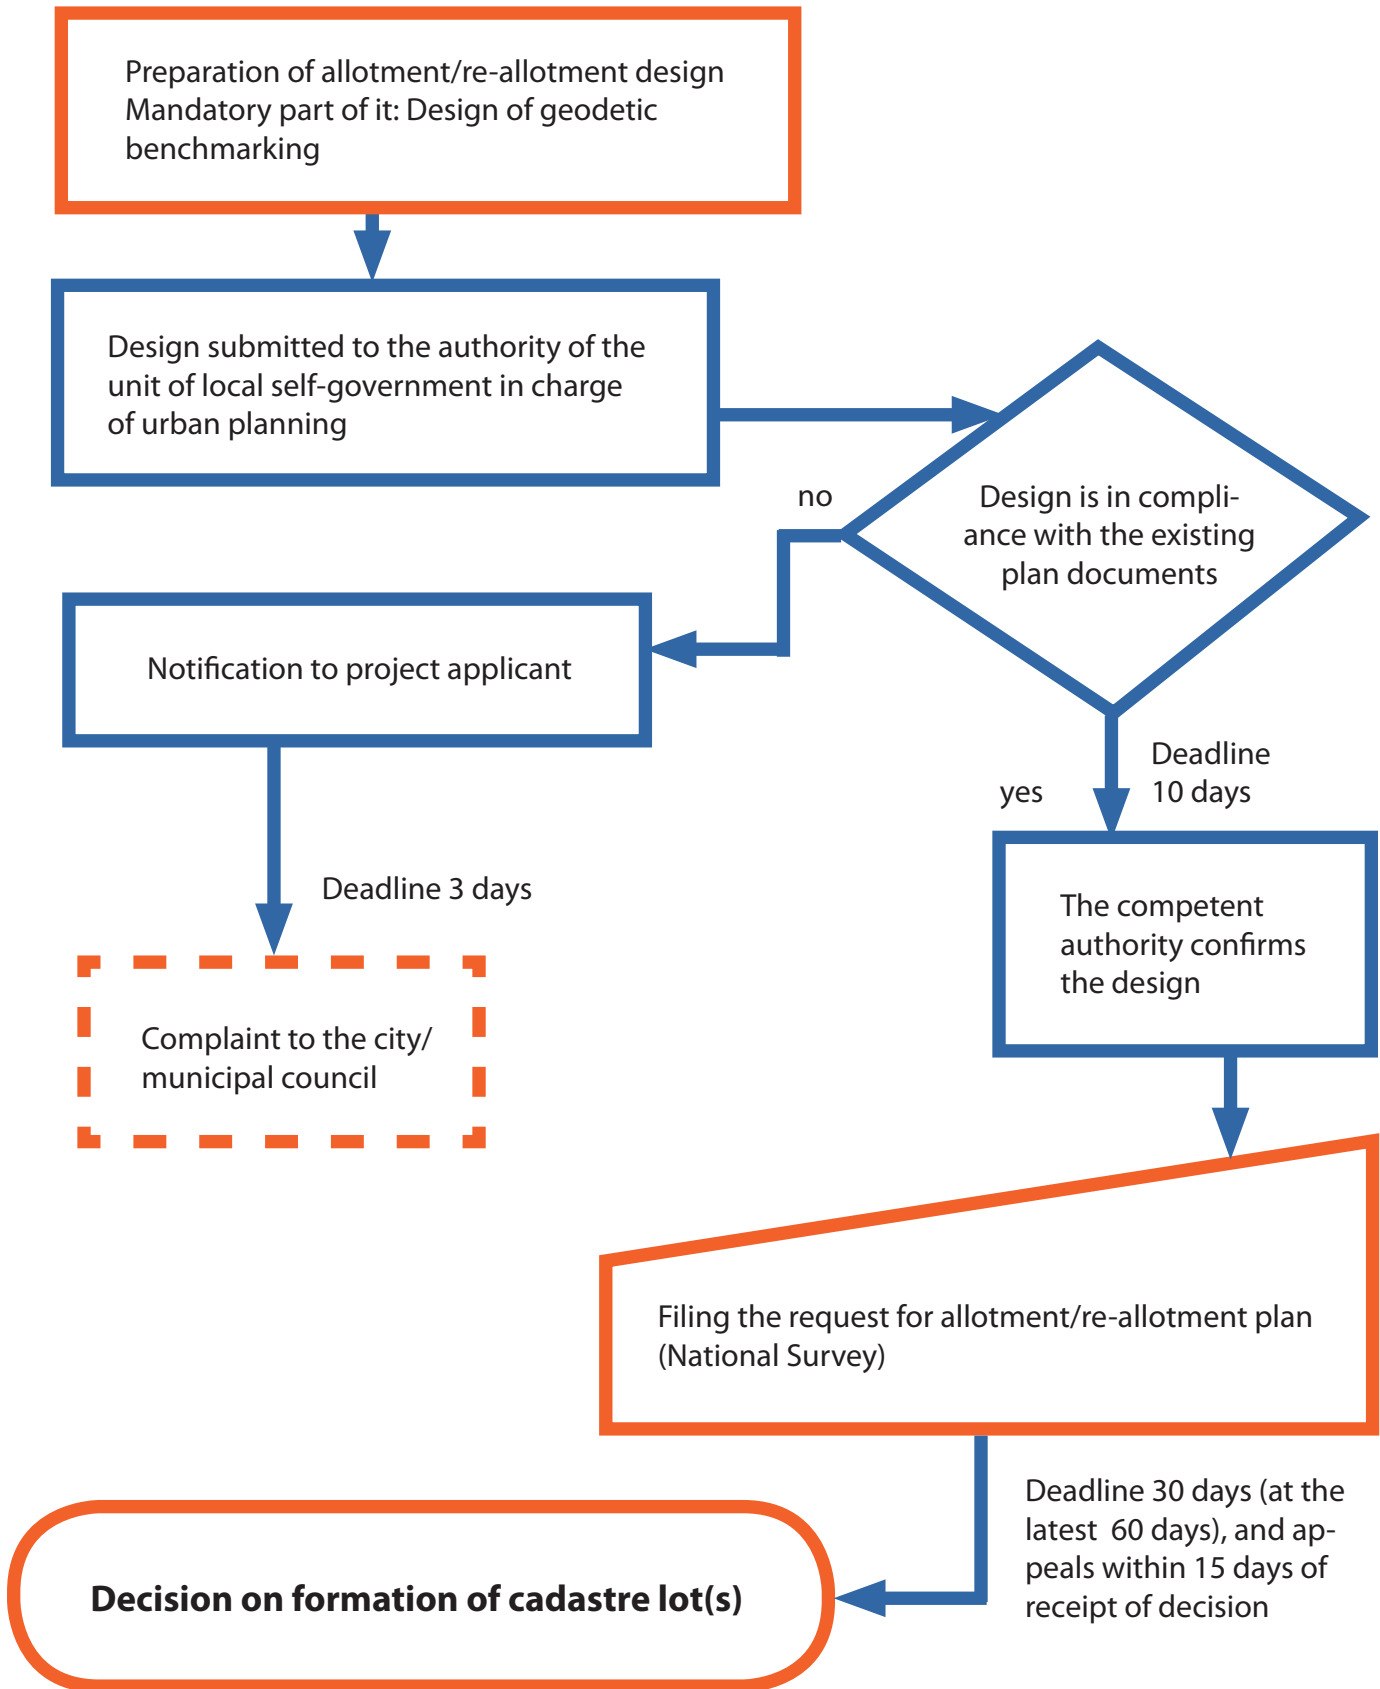 Preparation of allotment/re-allotment design
Mandatory part of it: Design of geodetic
benchmarking
Design submitted to the authority of the
unit of local self-government in charge
of urban planning
Design is in compli-
ance with the existing
plan documents
no
Notification to project applicant
Deadline
10 days
yes
Deadline 3 days
The competent
authority confirms
the design
Complaint to the city/
municipal council
Filing the request for allotment/re-allotment plan
(National Survey)
Deadline 30 days (at the
latest  60 days), and ap-
peals within 15 days of
receipt of decision
Decision on formation of cadastre lot(s)